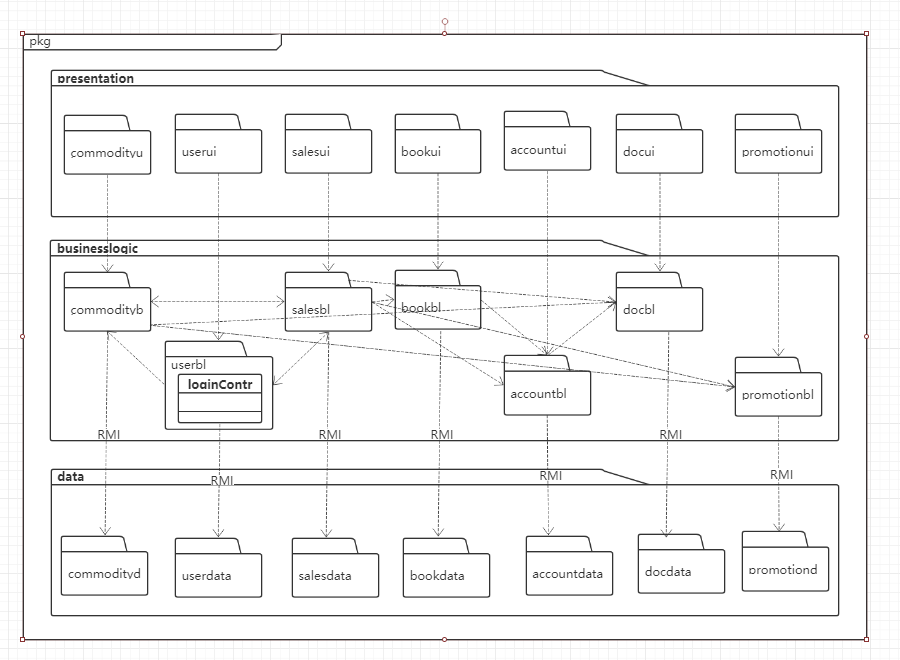 pkg
presentation
commodityu
userui
salesui
bookui
accountui
docui
promotionui
businesslogic
commodityb
salesbl
bookbl
docbl
userbl
loginContr
accountbl
promotionbl
RMI
RMI
RMI
RMI
RMI
RMI
RMI
data
commodityd
userdata
salesdata
bookdata
accountdata
docdata
promotiond